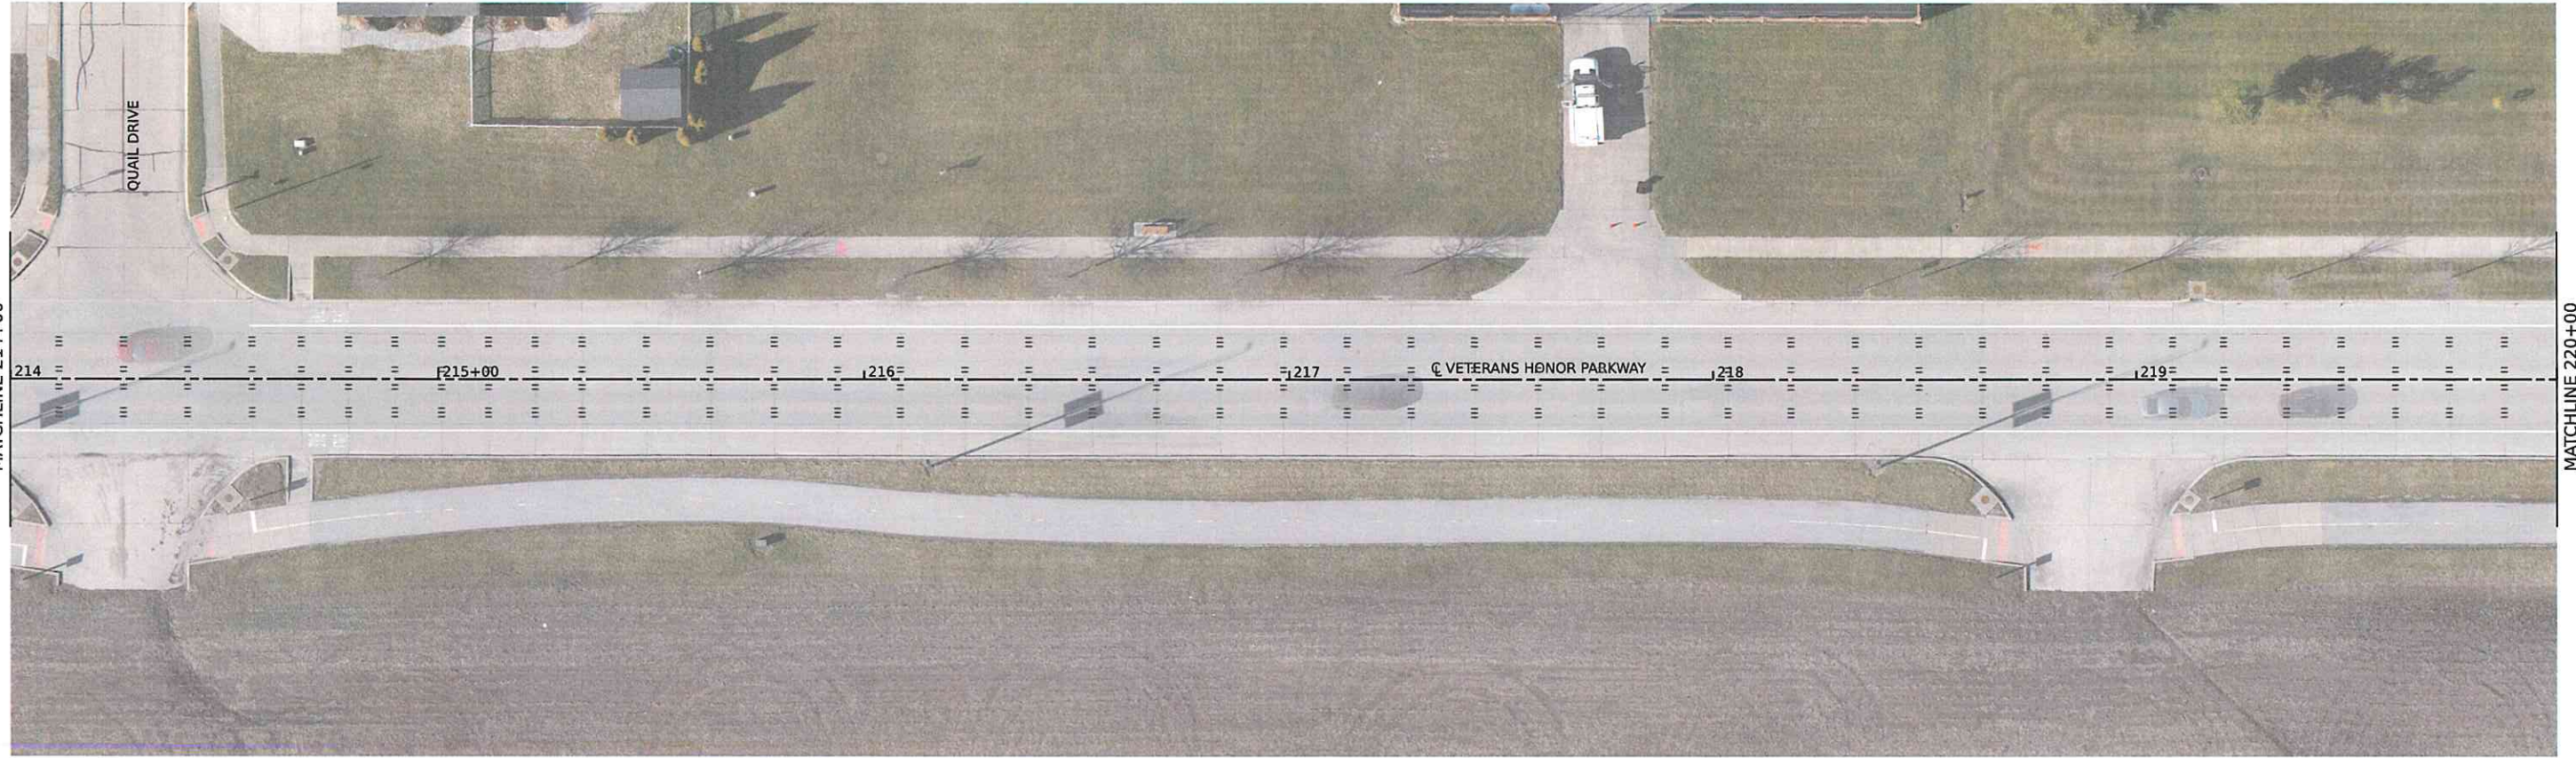 QUAIL DRIVE
214
215+00
216
217
℄ VETERANS HONOR PARKWAY
218
219
MATCHLINE 220+00